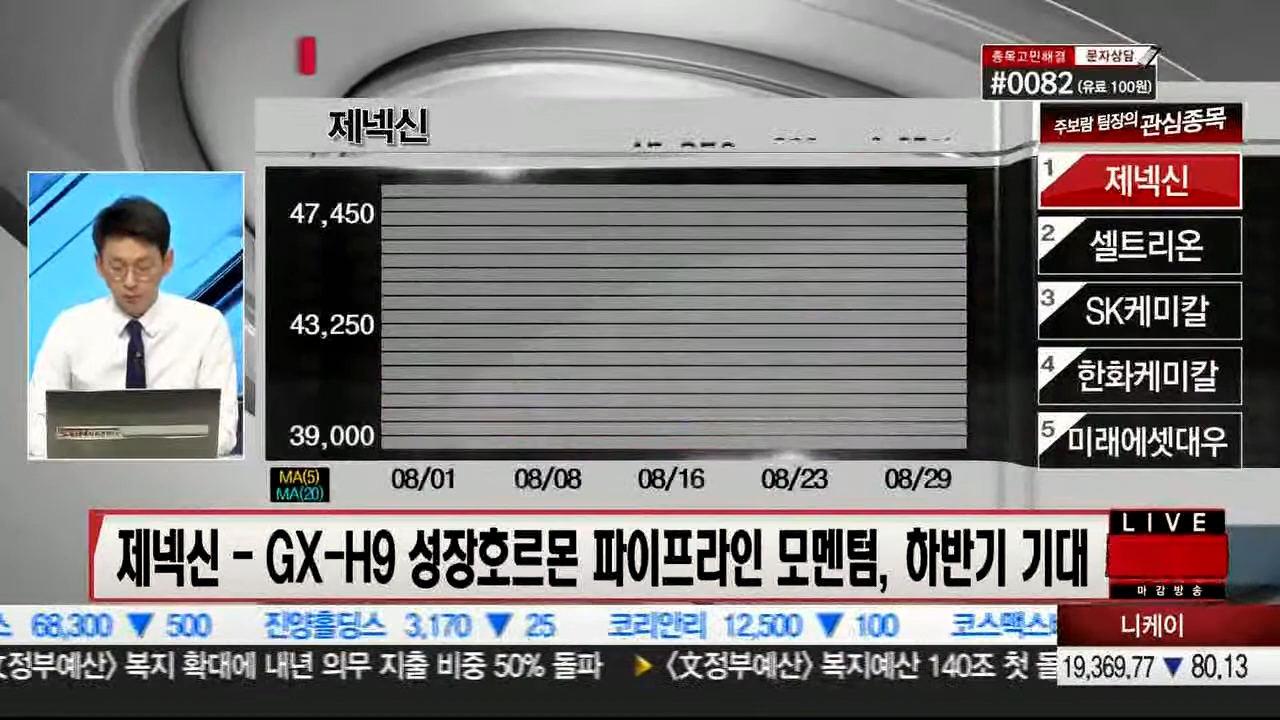 종목고민해결 문자상담
#0082 (유료 100원)
제넥신
주보람 팀장의 관심종목
1 제넥신
2 셀트리온
3 SK케미칼
4 한화케미칼
5 미래에셋대우
47,450
43,250
39,000
MA(5)
MA(20)
08/01 08/08 08/16 08/23 08/29
제넥신 - GX-H9 성장호르몬 파이프라인 모멘텀, 하반기 기대
LIVE
마감방송
68,300 ▼ 500 진양홀딩스 3,170 ▼ 25 코리안리 12,500 ▼ 100 코스맥스
니케이
文정부예산〉 복지 확대에 내년 의무 지출 비중 50% 돌파 ▶ 〈文정부예산〉 복지예산 140조 첫 돌
19,369.77 ▼ 80.13